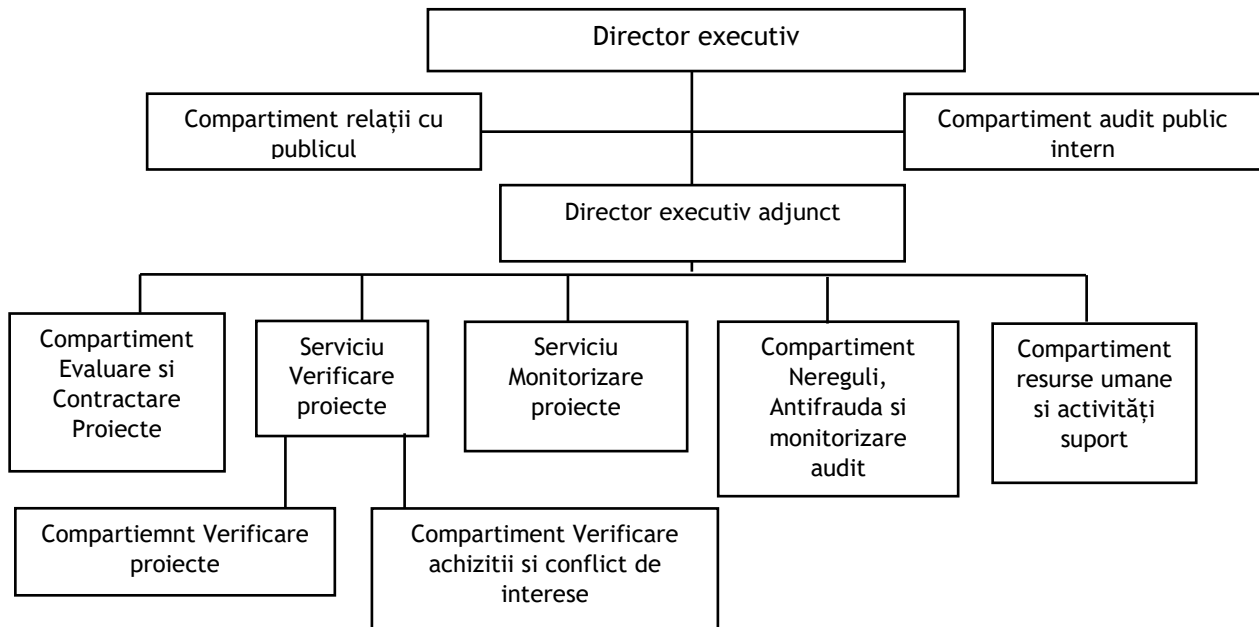 Director executiv
Compartiment relații cu
publicul
Compartiment audit public
intern
Director executiv adjunct
Compartiment
Evaluare si
Contractare
Proiecte
Serviciu
Verificare
proiecte
Serviciu
Monitorizare
proiecte
Compartiment
Nereguli,
Antifrauda si
monitorizare
audit
Compartiment
resurse umane
si activități
suport
Compartiemnt Verificare
proiecte
Compartiment Verificare
achizitii si conflict de
interese